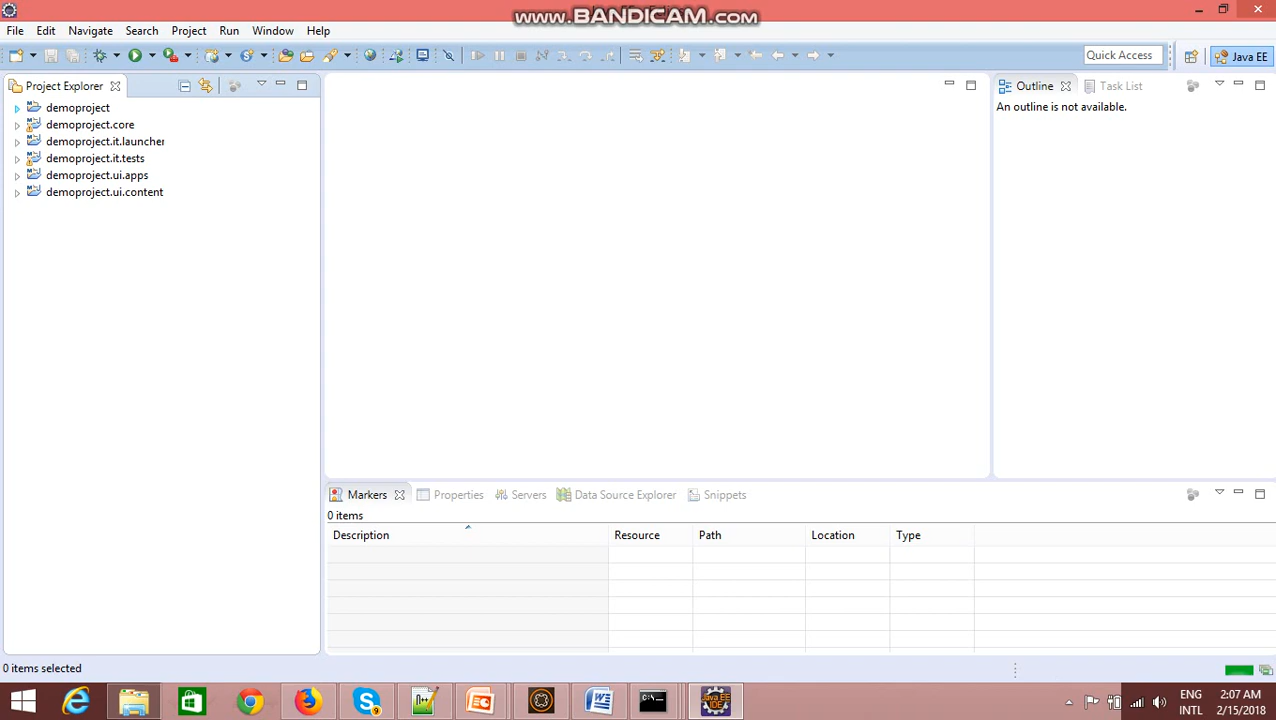 www.BANDICAM.com
File Edit Navigate Search Project Run Window Help
Quick Access Java EE
Project Explorer
demoproject
demoproject.core
demoproject.it.launcher
demoproject.it.tests
demoproject.ui.apps
demoproject.ui.content
Outline Task List
An outline is not available.
Markers Properties Servers Data Source Explorer Snippets
0 items
Description Resource Path Location Type
0 items selected
ENG 2:07 AM
INTL 2/15/2018